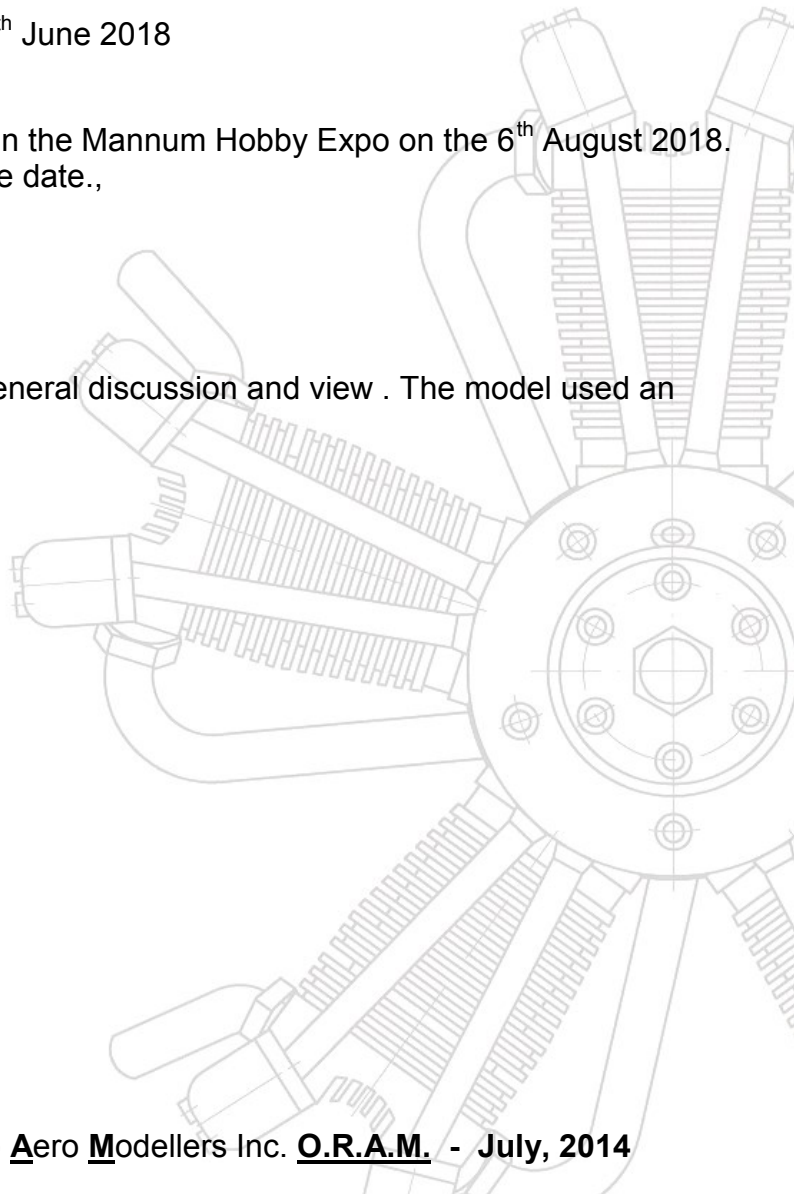 th June 2018
n the Mannum Hobby Expo on the 6th August 2018.
e date.,
eneral discussion and view . The model used an
Aero Modellers Inc. O.R.A.M. - July, 2014